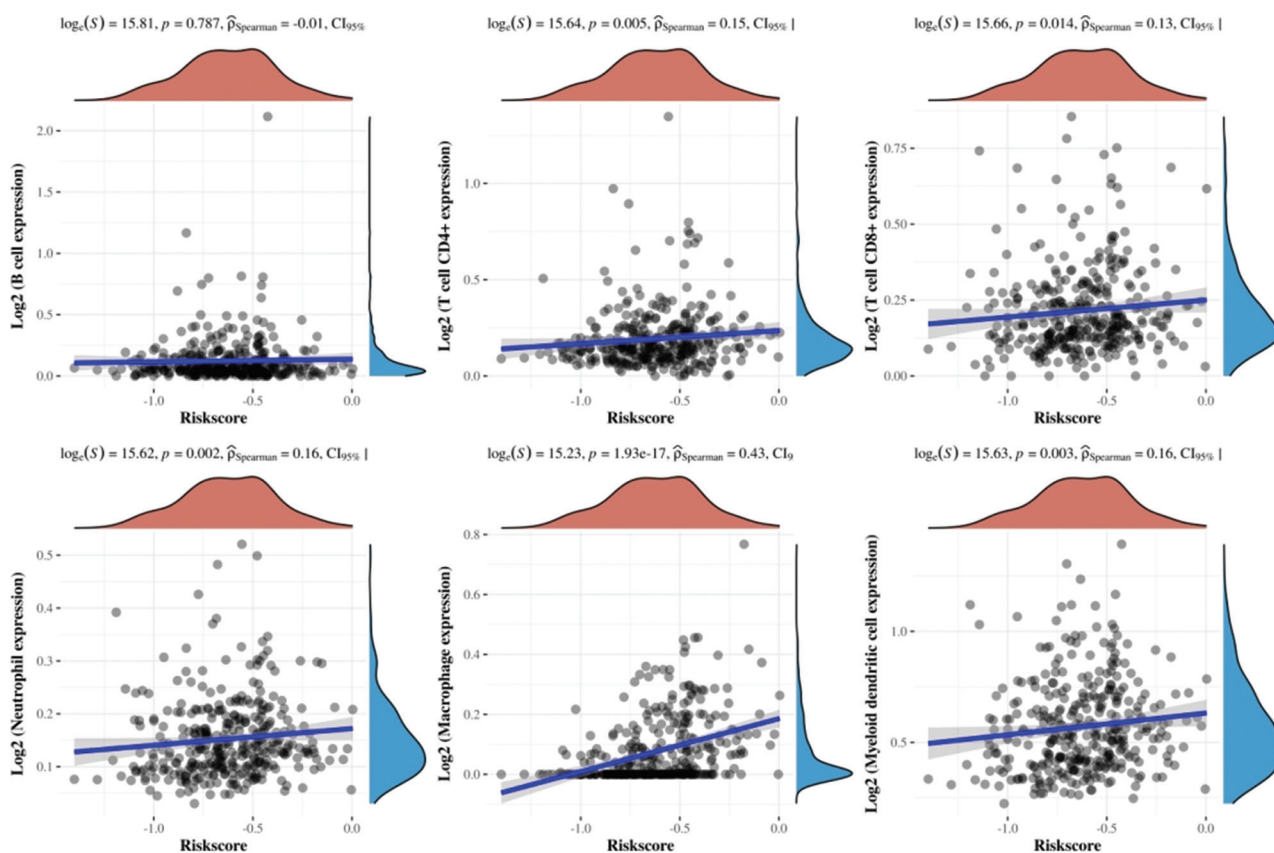 logₑ(S) = 15.81, p = 0.787, ρ̂Spearman = -0.01, CI95%
Log2 (B cell expression)
2.0
1.5
1.0
0.5
0.0
-1.0 -0.5 0.0
Riskscore
logₑ(S) = 15.64, p = 0.005, ρ̂Spearman = 0.15, CI95% |
Log2 (T cell CD4+ expression)
1.0
0.5
0.0
-1.0 -0.5 0.0
Riskscore
logₑ(S) = 15.66, p = 0.014, ρ̂Spearman = 0.13, CI95% |
Log2 (T cell CD8+ expression)
0.75
0.50
0.25
0.00
-1.0 -0.5 0.0
Riskscore
logₑ(S) = 15.62, p = 0.002, ρ̂Spearman = 0.16, CI95% |
Log2 (Neutrophil expression)
0.5
0.4
0.3
0.2
0.1
-1.0 -0.5 0.0
Riskscore
logₑ(S) = 15.23, p = 1.93e-17, ρ̂Spearman = 0.43, CI9
Log2 (Macrophage expression)
0.8
0.6
0.4
0.2
0.0
-1.0 -0.5 0.0
Riskscore
logₑ(S) = 15.63, p = 0.003, ρ̂Spearman = 0.16, CI95% |
Log2 (Myeloid dendritic cell expression)
1.0
0.5
-1.0 -0.5 0.0
Riskscore